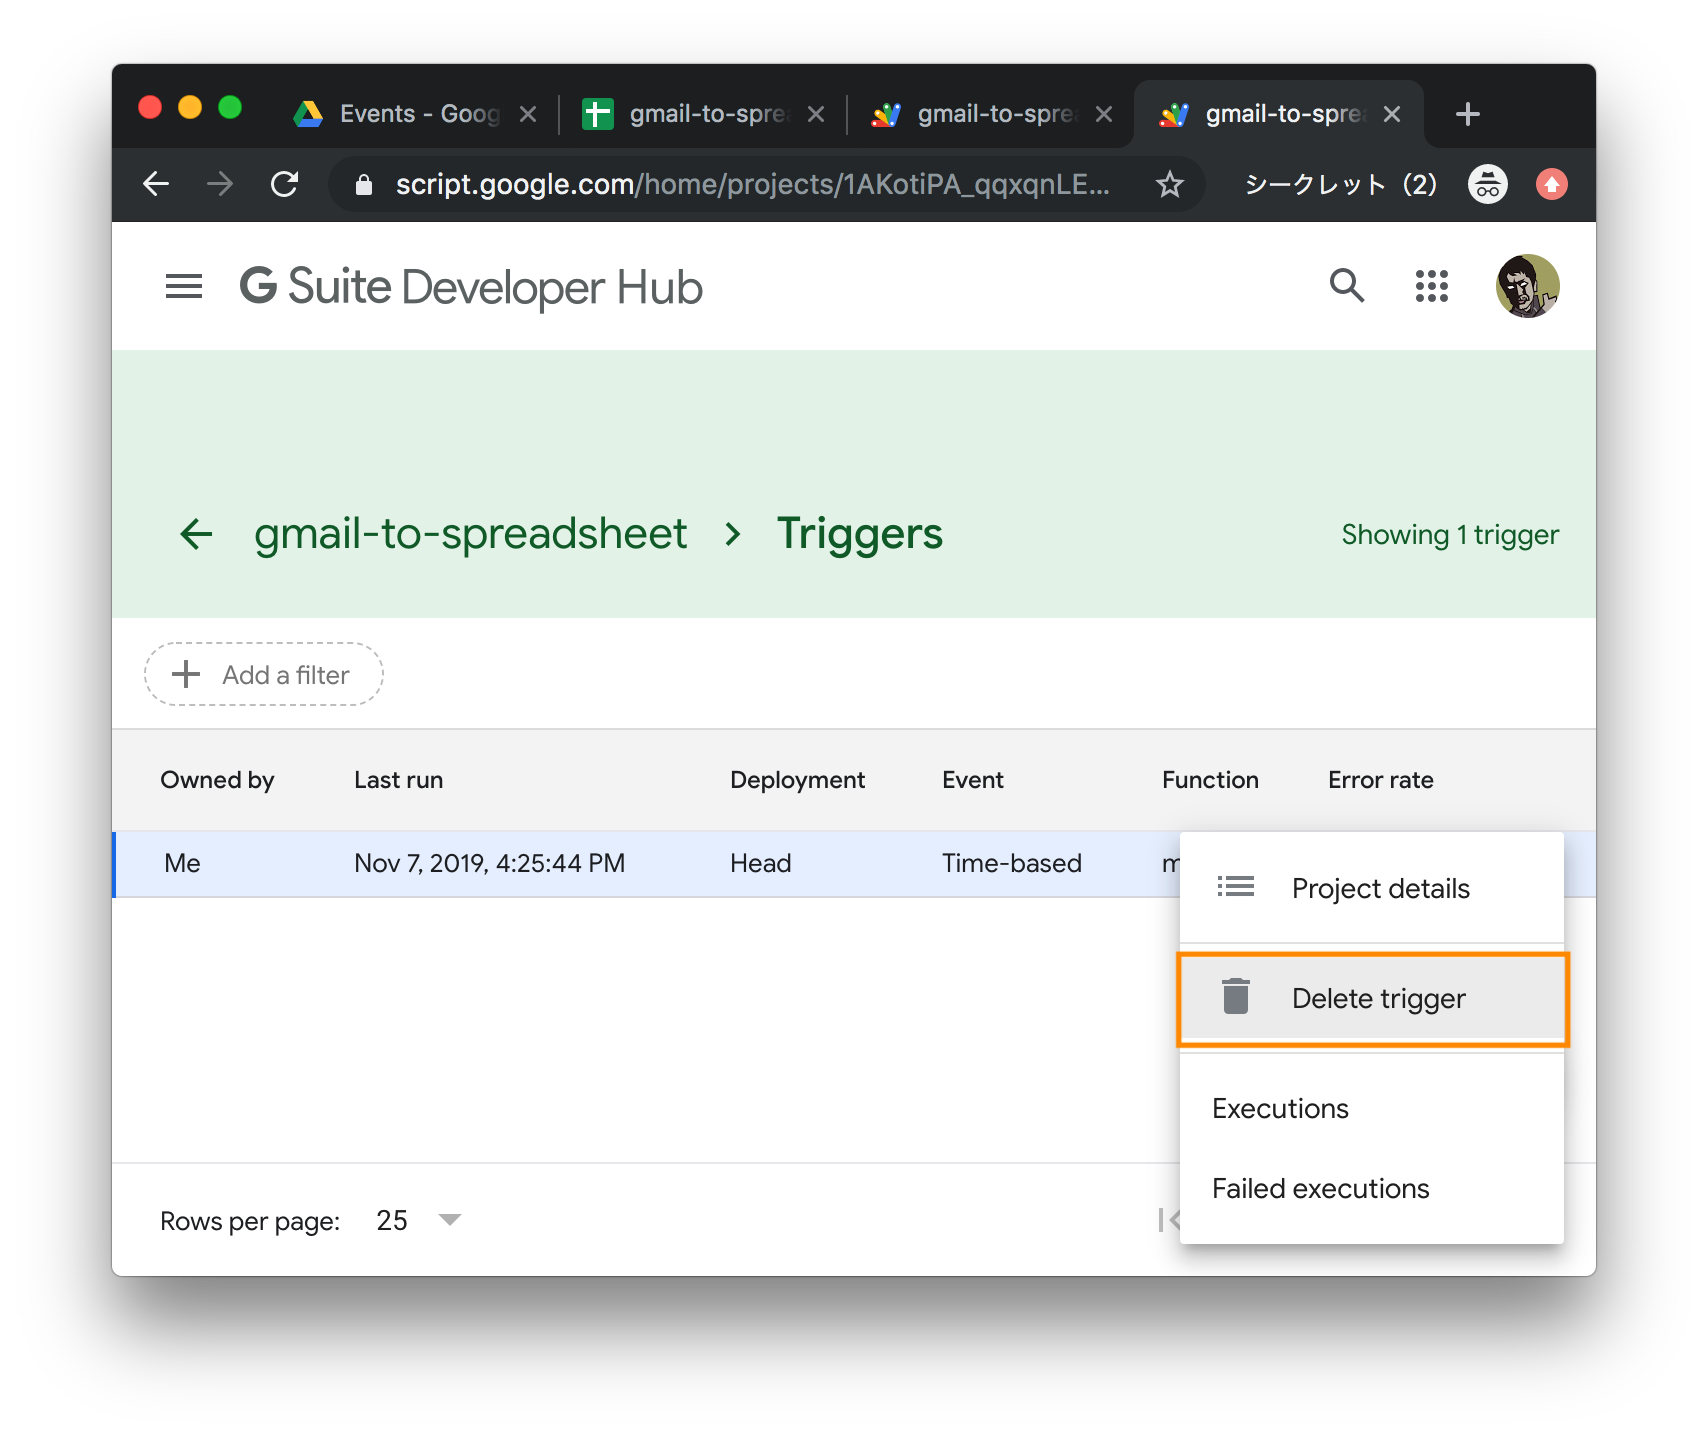 Events - Goog
gmail-to-sprea
gmail-to-sprea
gmail-to-sprea
script.google.com/home/projects/1AKotiPA_qqxqnLE...
シークレット (2)
G Suite Developer Hub
gmail-to-spreadsheet > Triggers
Showing 1 trigger
Add a filter
Owned by Last run Deployment Event Function Error rate
Me Nov 7, 2019, 4:25:44 PM Head Time-based m
Project details
Delete trigger
Executions
Failed executions
Rows per page: 25